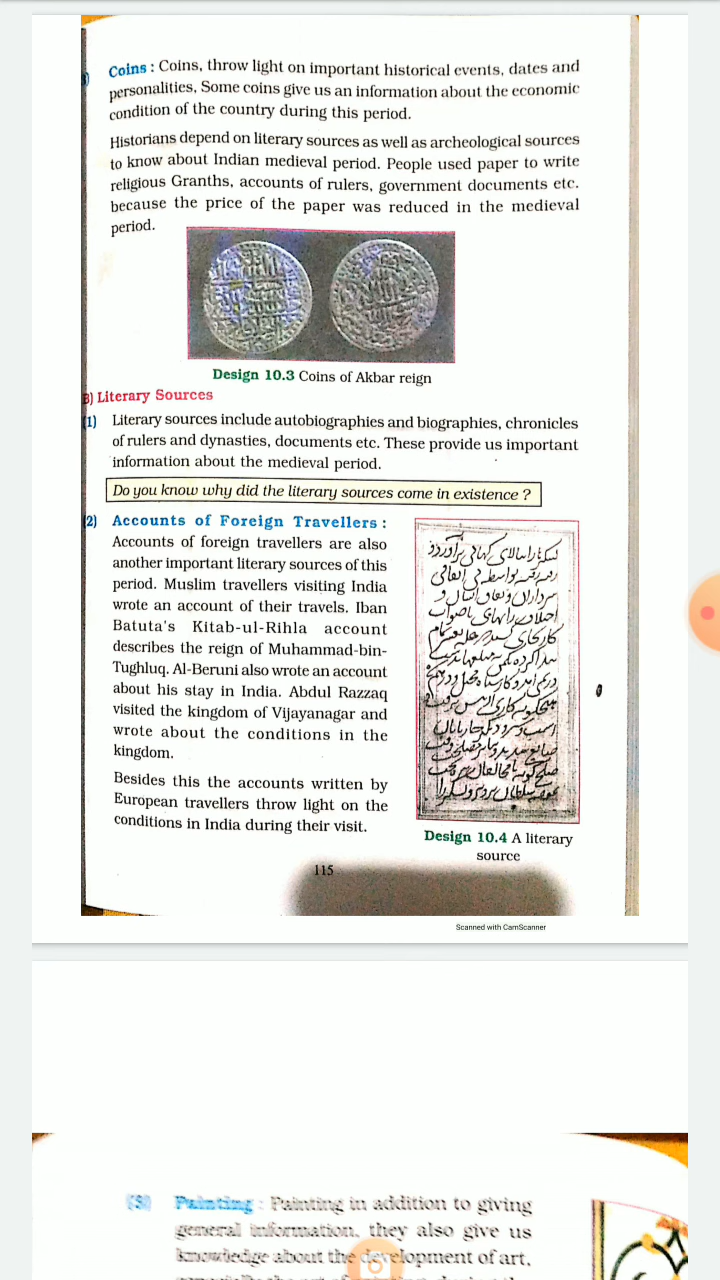 Coins : Coins, throw light on important historical events, dates and
personalities, Some coins give us an information about the economic
condition of the country during this period.
Historians depend on literary sources as well as archeological sources
to know about Indian medieval period. People used paper to write
religious Granths, accounts of rulers, government documents etc.
because the price of the paper was reduced in the medieval
period.
Design 10.3 Coins of Akbar reign
B) Literary Sources
(1) Literary sources include autobiographies and biographies, chronicles
of rulers and dynasties, documents etc. These provide us important
information about the medieval period.
Do you know why did the literary sources come in existence ?
(2) Accounts of Foreign Travellers :
Accounts of foreign travellers are also
another important literary sources of this
period. Muslim travellers visiting India
wrote an account of their travels. Iban
Batuta's Kitab-ul-Rihla account
describes the reign of Muhammad-bin-
Tughluq. Al-Beruni also wrote an account
about his stay in India. Abdul Razzaq
visited the kingdom of Vijayanagar and
wrote about the conditions in the
kingdom.
Besides this the accounts written by
European travellers throw light on the
conditions in India during their visit.
Design 10.4 A literary
source
115
Scanned with CamScanner
(3) Painting : Painting in addition to giving
general information, they also give us
knowledge about the development of art,